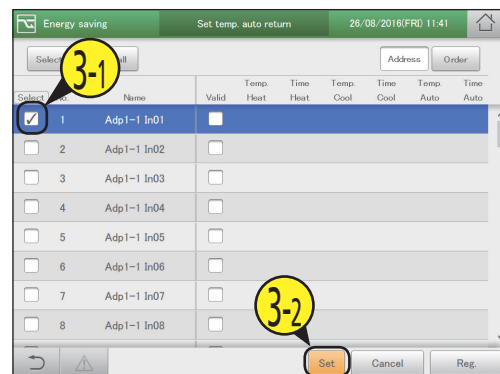 Energy saving Set temp. auto return 26/08/2016(FRI) 11:41
Address Order
3-1
Temp. Time Temp. Time Temp. Time
Select Name Valid Heat Heat Cool Cool Auto Auto
1 Adp1-1 In01
2 Adp1-1 In02
3 Adp1-1 In03
4 Adp1-1 In04
5 Adp1-1 In05
6 Adp1-1 In06
7 Adp1-1 In07
8 Adp1-1 In08
3-2
Set Cancel Reg.